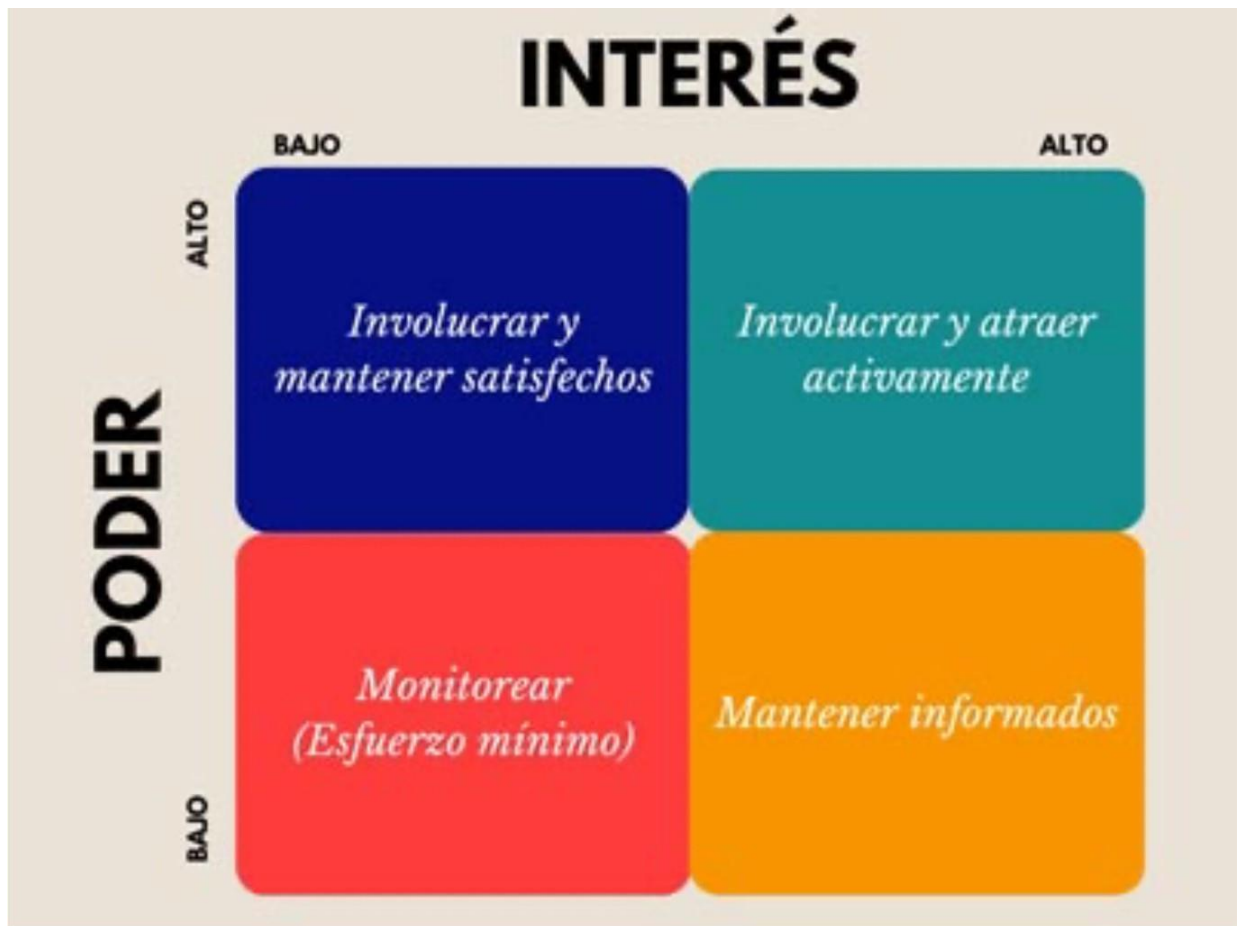 INTERÉS
BAJO
ALTO
ALTO
Involucrar y
mantener satisfechos
Involucrar y atraer
activamente
PODER
Monitorear
(Esfuerzo mínimo)
Mantener informados
BAJO